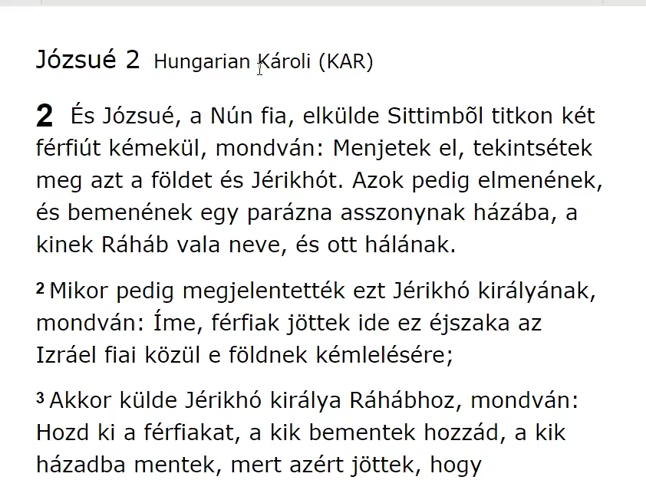 Józsué 2 Hungarian Károli (KAR)
2 És Józsué, a Nún fia, elkülde Sittimbõl titkon két
férfiút kémekül, mondván: Menjetek el, tekintsétek
meg azt a földet és Jérikhót. Azok pedig elmenének,
és bemenének egy parázna asszonynak házába, a
kinek Ráháb vala neve, és ott hálának.
2 Mikor pedig megjelentették ezt Jérikhó királyának,
mondván: Íme, férfiak jöttek ide ez éjszaka az
Izráel fiai közül e földnek kémlelésére;
3 Akkor külde Jérikhó királya Ráhábhoz, mondván:
Hozd ki a férfiakat, a kik bementek hozzád, a kik
házadba mentek, mert azért jöttek, hogy